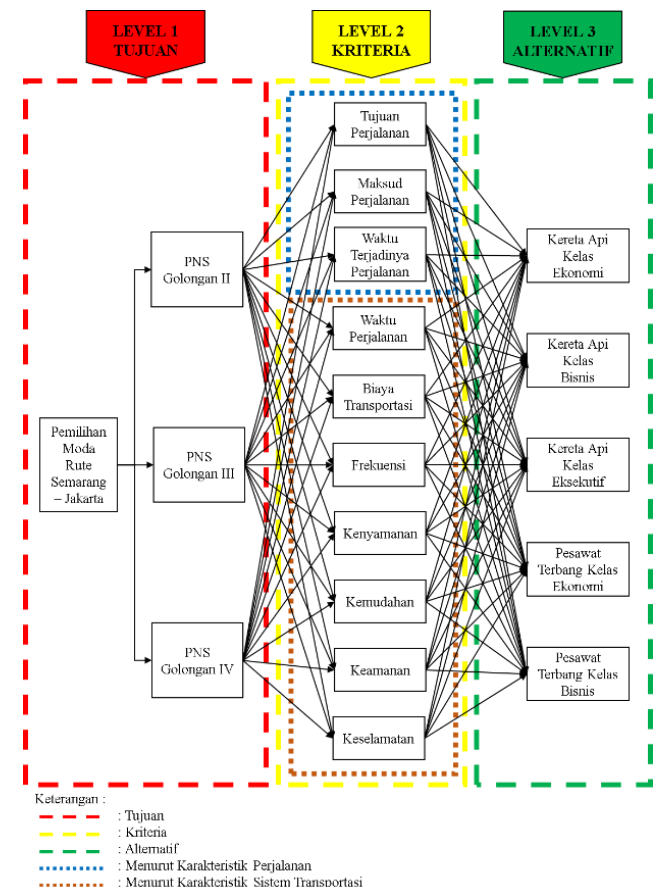 LEVEL 1
TUJUAN
LEVEL 2
KRITERIA
LEVEL 3
ALTERNATIF
Pemilihan
Moda
Rute
Semarang
– Jakarta
PNS
Golongan II
PNS
Golongan III
PNS
Golongan IV
Tujuan
Perjalanan
Maksud
Perjalanan
Waktu
Terjadinya
Perjalanan
Waktu
Perjalanan
Biaya
Transportasi
Frekuensi
Kenyamanan
Kemudahan
Keamanan
Keselamatan
Kereta Api
Kelas
Ekonomi
Kereta Api
Kelas
Bisnis
Kereta Api
Kelas
Eksekutif
Pesawat
Terbang Kelas
Ekonomi
Pesawat
Terbang Kelas
Bisnis
Keterangan :
: Tujuan
: Kriteria
: Alternatif
: Menurut Karakteristik Perjalanan
: Menurut Karakteristik Sistem Transportasi